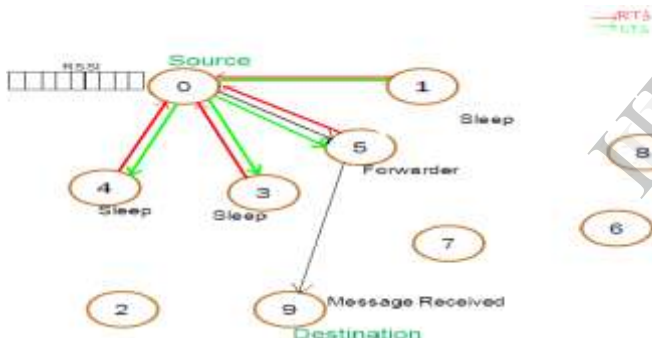 RTS
CTS
Source
RSSI
0
1
Sleep
5
8
Forwarder
4
3
Sleep
Sleep
6
7
2
9
Message Received
Destination